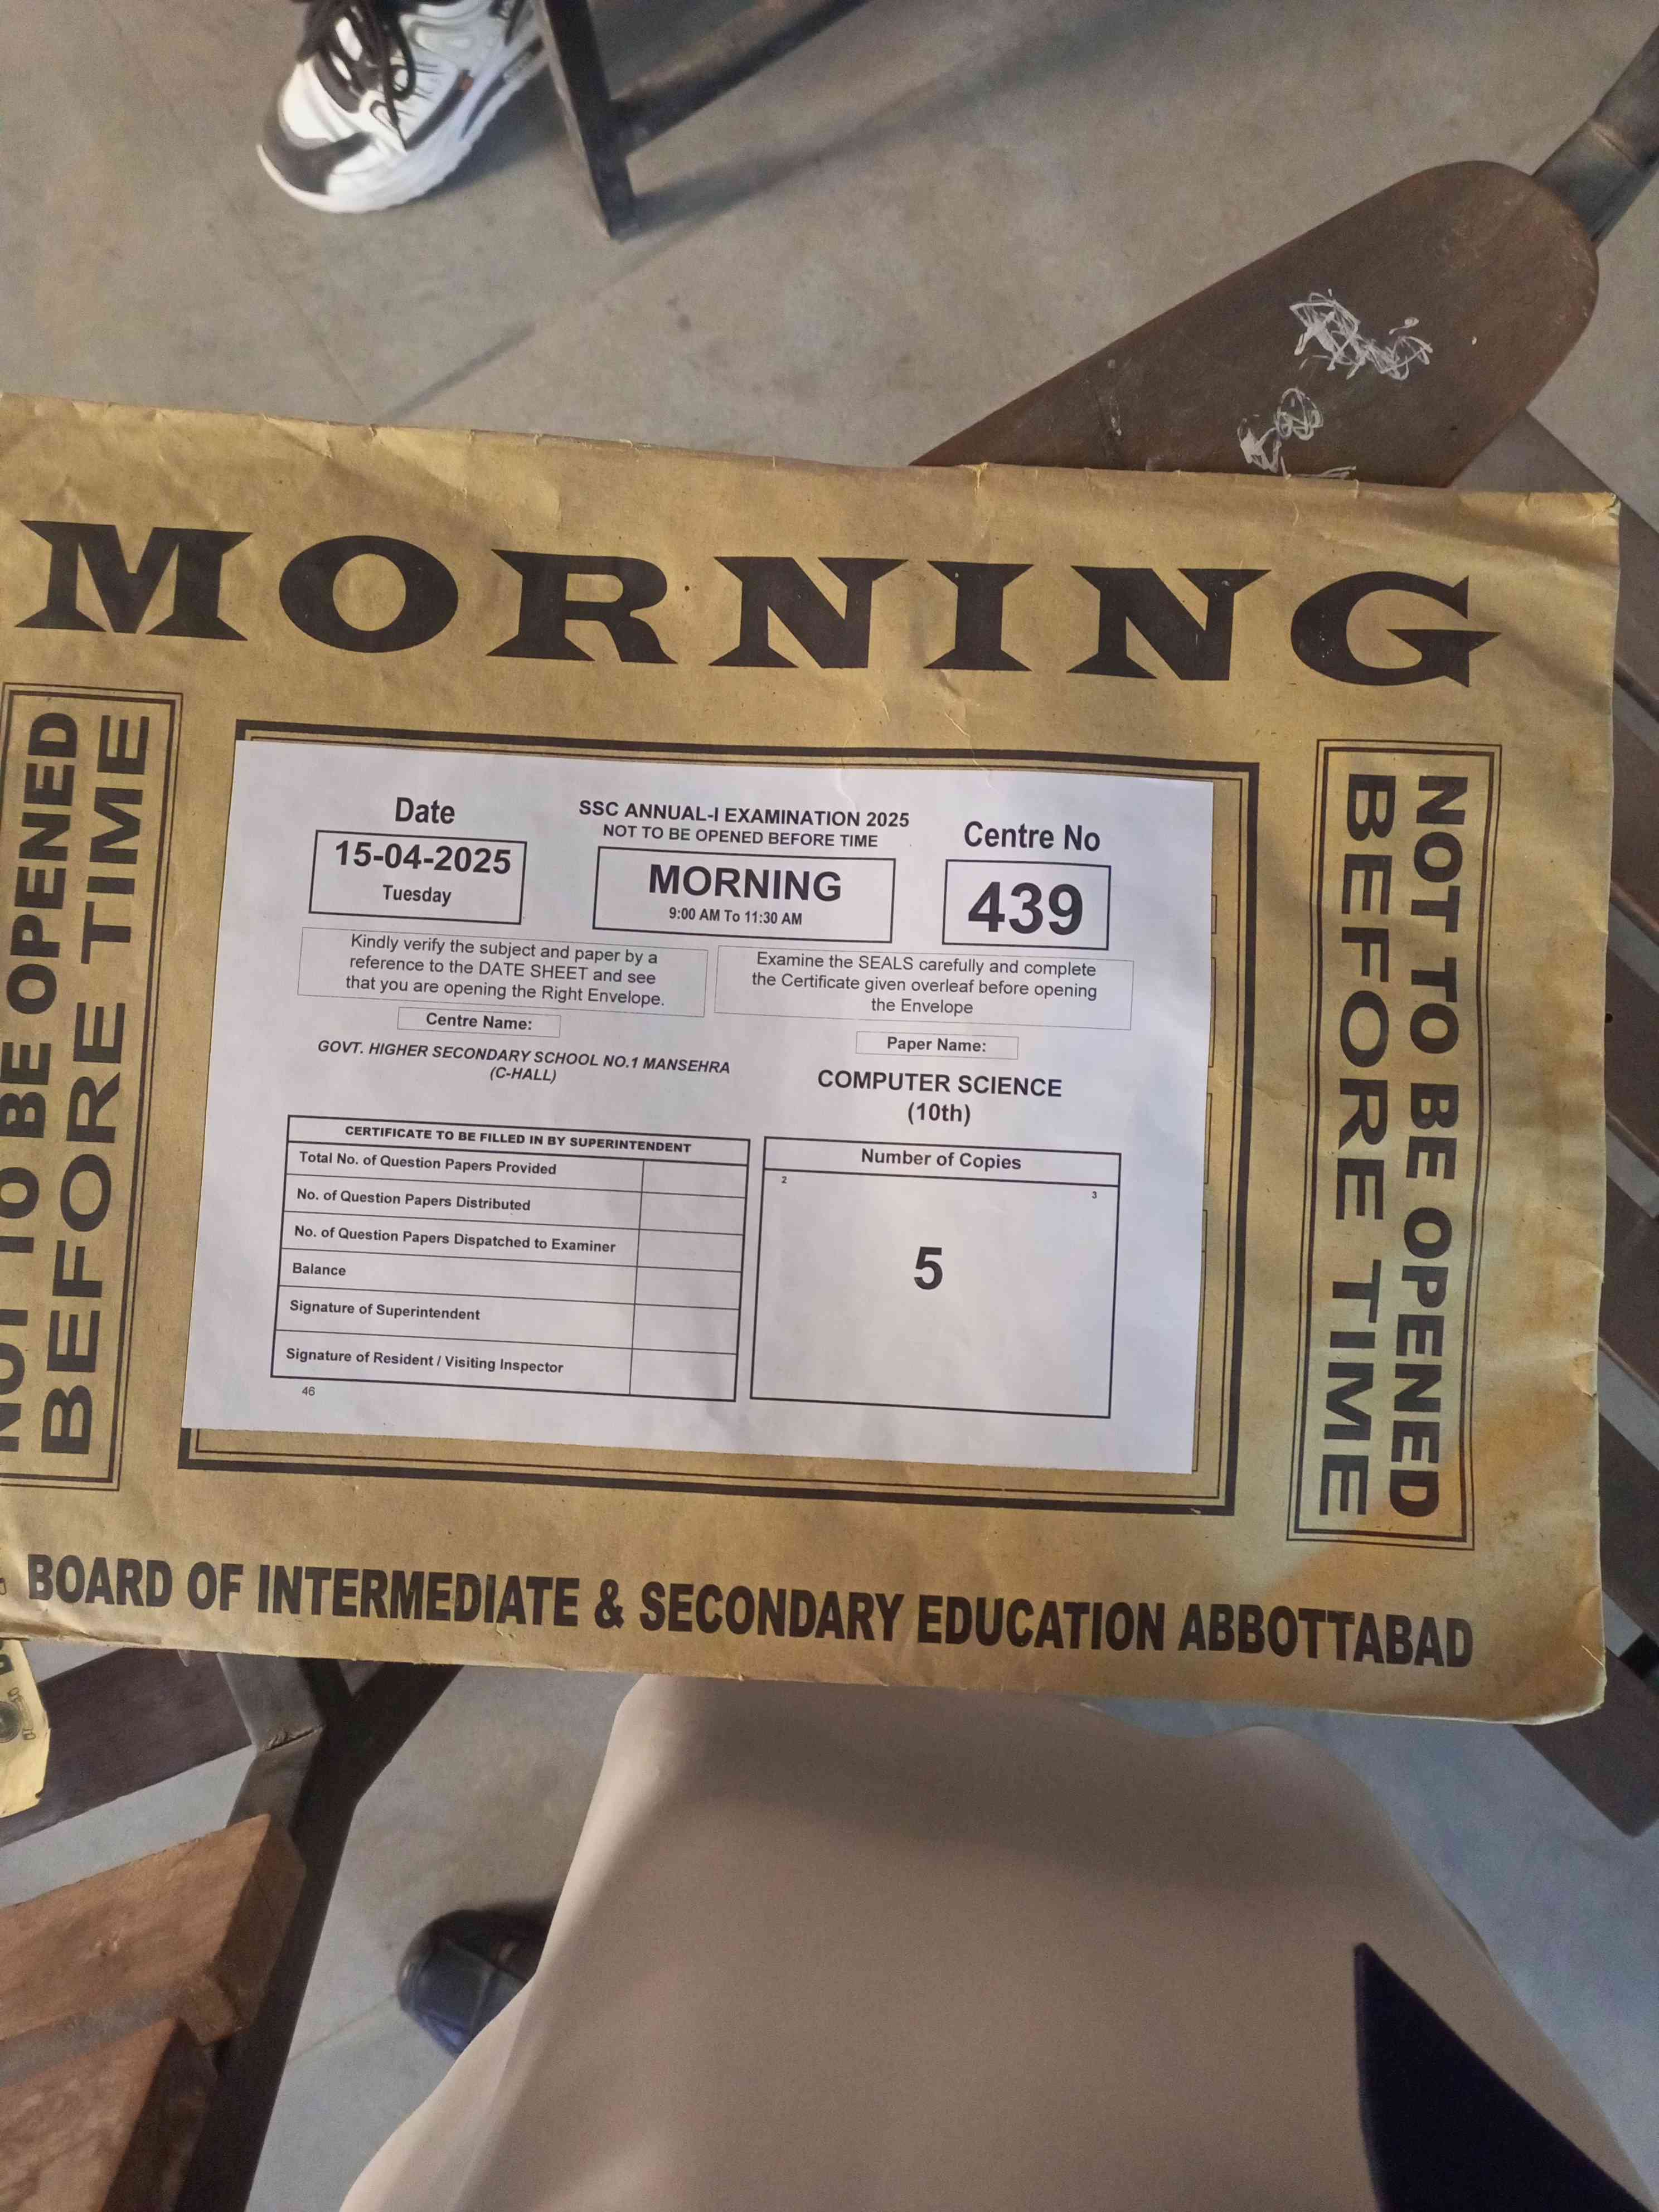 MORNING
NOT TO BE OPENED
BEFORE TIME
Date
15-04-2025
Tuesday
SSC ANNUAL-I EXAMINATION 2025
NOT TO BE OPENED BEFORE TIME
MORNING
9:00 AM To 11:30 AM
Centre No
439
Kindly verify the subject and paper by a
reference to the DATE SHEET and see
that you are opening the Right Envelope.
Examine the SEALS carefully and complete
the Certificate given overleaf before opening
the Envelope
Centre Name:
GOVT. HIGHER SECONDARY SCHOOL NO.1 MANSEHRA
(C-HALL)
Paper Name:
COMPUTER SCIENCE
(10th)
CERTIFICATE TO BE FILLED IN BY SUPERINTENDENT
Total No. of Question Papers Provided
No. of Question Papers Distributed
No. of Question Papers Dispatched to Examiner
Balance
Signature of Superintendent
Signature of Resident / Visiting Inspector
46
Number of Copies
2
3
5
NOT TO BE OPENED
BEFORE TIME
BOARD OF INTERMEDIATE & SECONDARY EDUCATION ABBOTTABAD